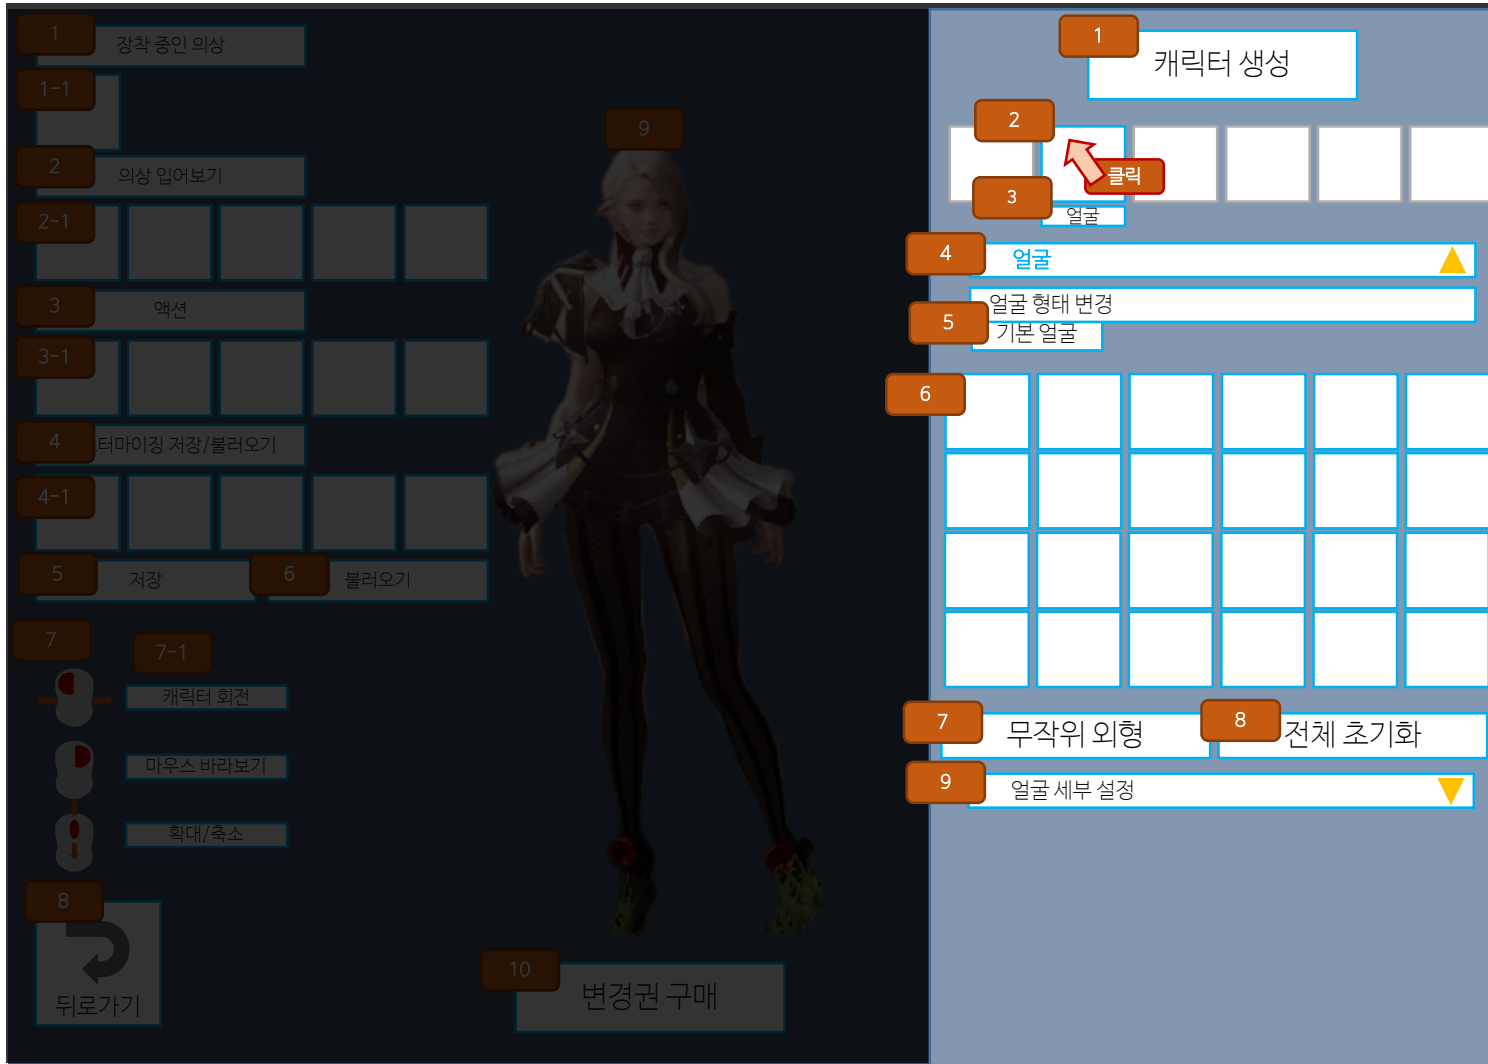 1
장착 중인 의상
1-1
2
의상 입어보기
2-1
3
액션
3-1
4
터마이징 저장/불러오기
4-1
5
저장
6
불러오기
7
7-1
캐릭터 회전
마우스 바라보기
확대/축소
8
뒤로가기
9
10
변경권 구매
1
캐릭터 생성
2
클릭
3
얼굴
4
얼굴
얼굴 형태 변경
5
기본 얼굴
6
7
무작위 외형
8
전체 초기화
9
얼굴 세부 설정